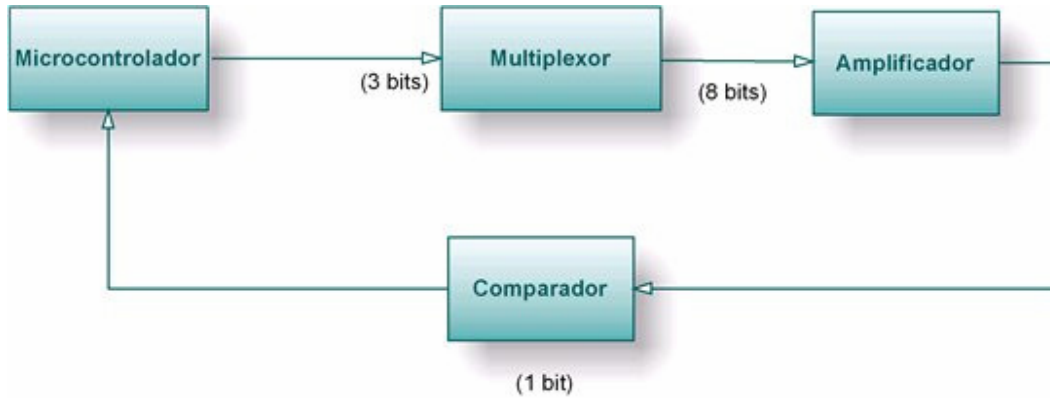 Microcontrolador
(3 bits)
Multiplexor
(8 bits)
Amplificador
Comparador
(1 bit)